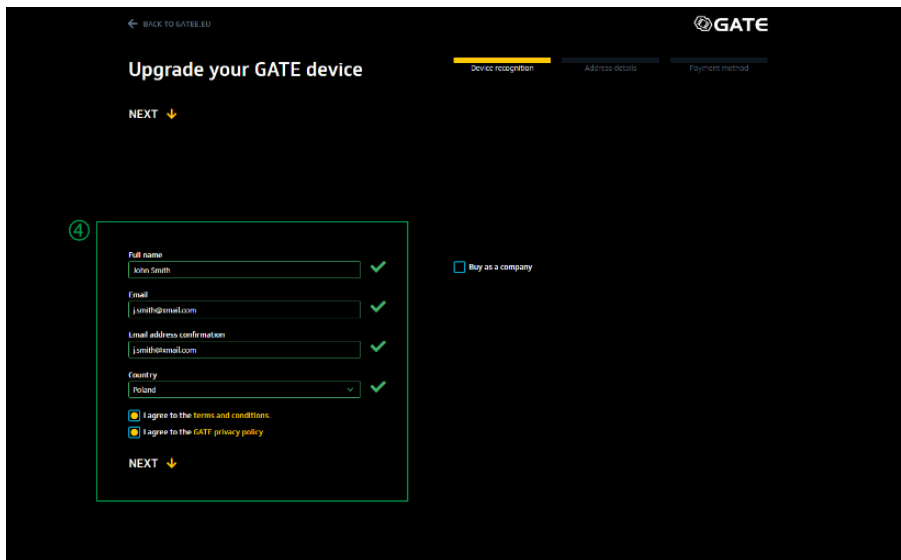 ← BACK TO GATEE.EU
GATE
Upgrade your GATE device
Device recognition
Address details
Payment method
NEXT ↓
④
Full name
John Smith
Buy as a company
Email
j.smith@xmail.com
Email address confirmation
j.smith@xmail.com
Country
Poland
I agree to the terms and conditions.
I agree to the GATE privacy policy
NEXT ↓